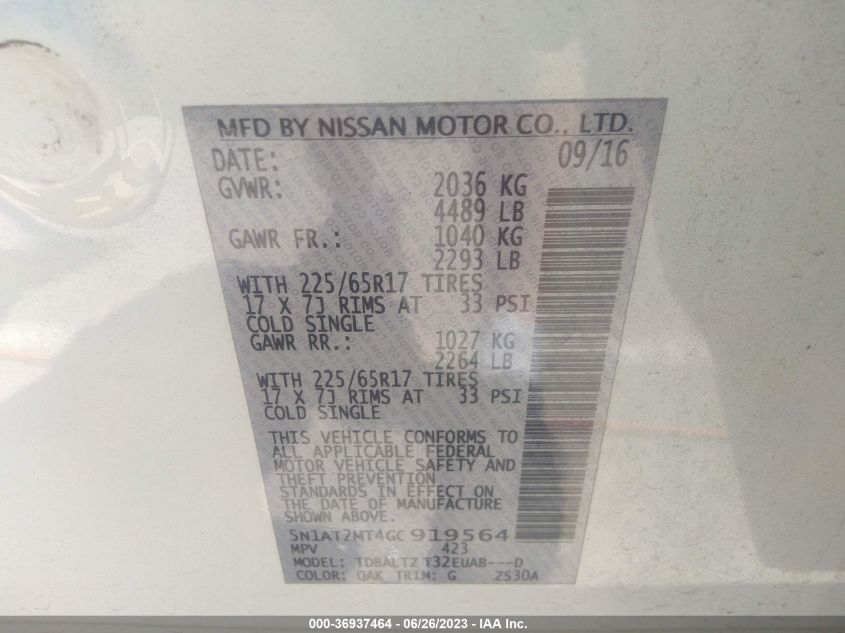 MFD BY NISSAN MOTOR CO., LTD.
DATE: 09/16
GVWR: 2036 KG
4489 LB
GAWR FR.: 1040 KG
2293 LB
WITH 225/65R17 TIRES
17 X 7J RIMS AT 33 PSI
COLD SINGLE
GAWR RR.: 1027 KG
2264 LB
WITH 225/65R17 TIRES
17 X 7J RIMS AT 33 PSI
COLD SINGLE
THIS VEHICLE CONFORMS TO
ALL APPLICABLE FEDERAL
MOTOR VEHICLE SAFETY AND
THEFT PREVENTION
STANDARDS IN EFFECT ON
THE DATE OF MANUFACTURE
SHOWN ABOVE.
5N1AT2MT4GC919564
MPV 423
MODEL: TDBALTZ T32EUAB---D
COLOR: QAK TRIM: G ZS30A
000-36937464 - 06/26/2023 - IAA Inc.